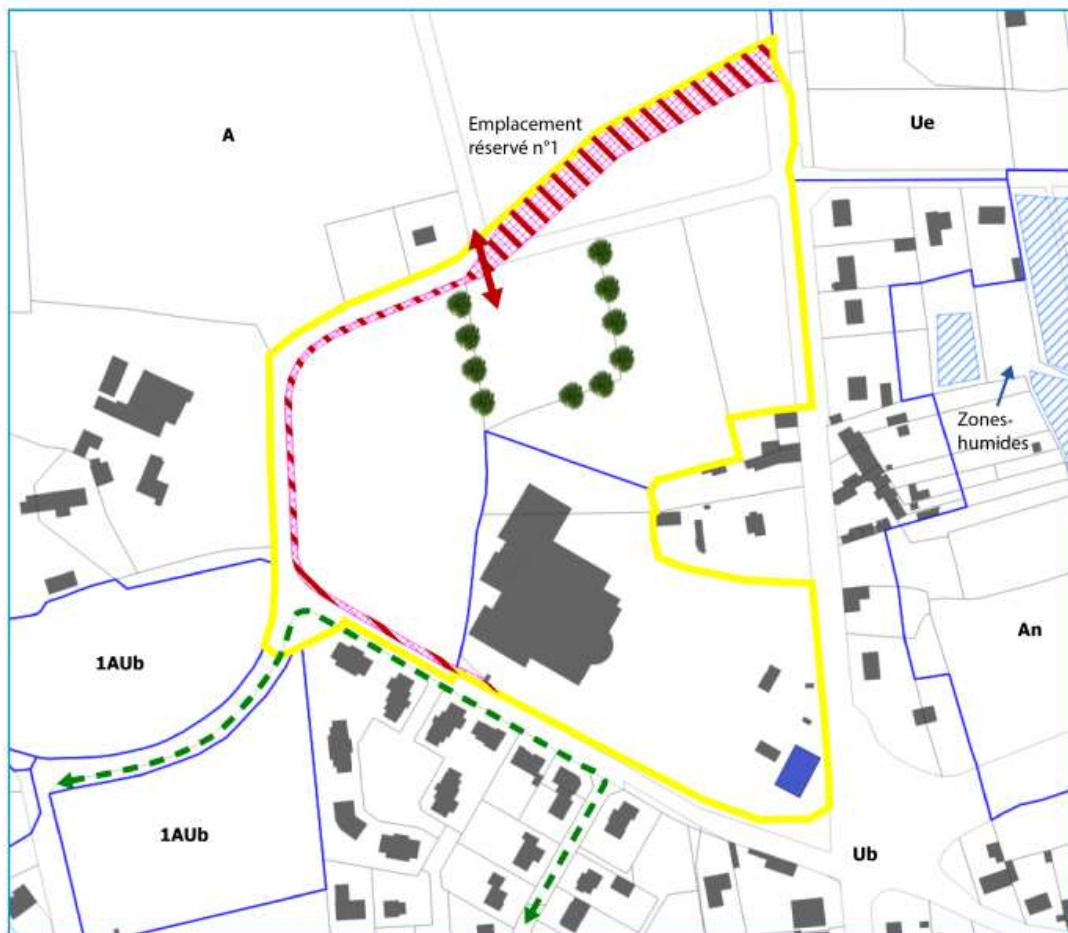 Emplacement
réservé n°1
A
Ue
Zones-
humides
An
1AUb
1AUb
Ub